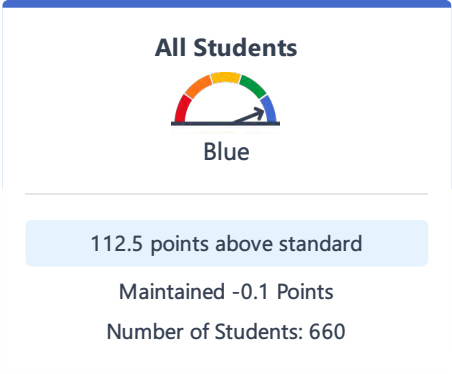 All Students
Blue
112.5 points above standard
Maintained -0.1 Points
Number of Students: 660